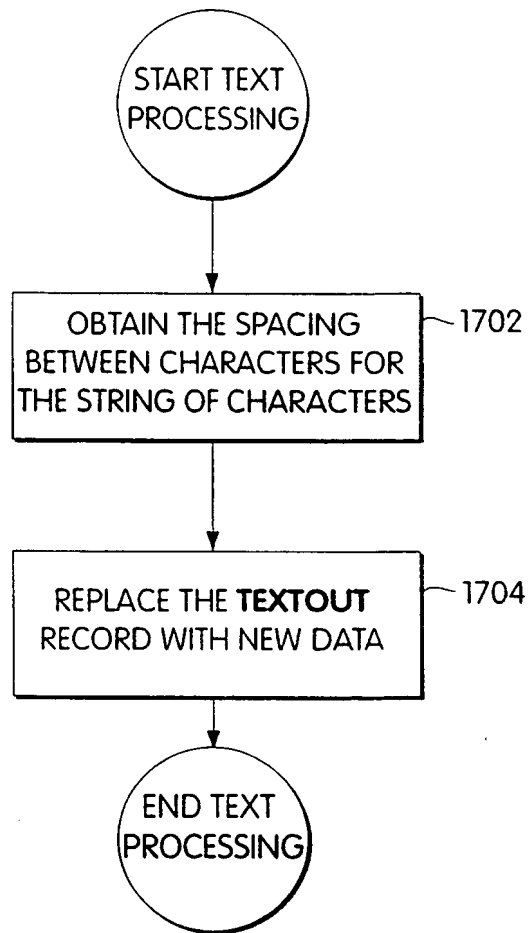 START TEXT
PROCESSING
OBTAIN THE SPACING
BETWEEN CHARACTERS FOR
THE STRING OF CHARACTERS
1702
REPLACE THE TEXTOUT
RECORD WITH NEW DATA
1704
END TEXT
PROCESSING